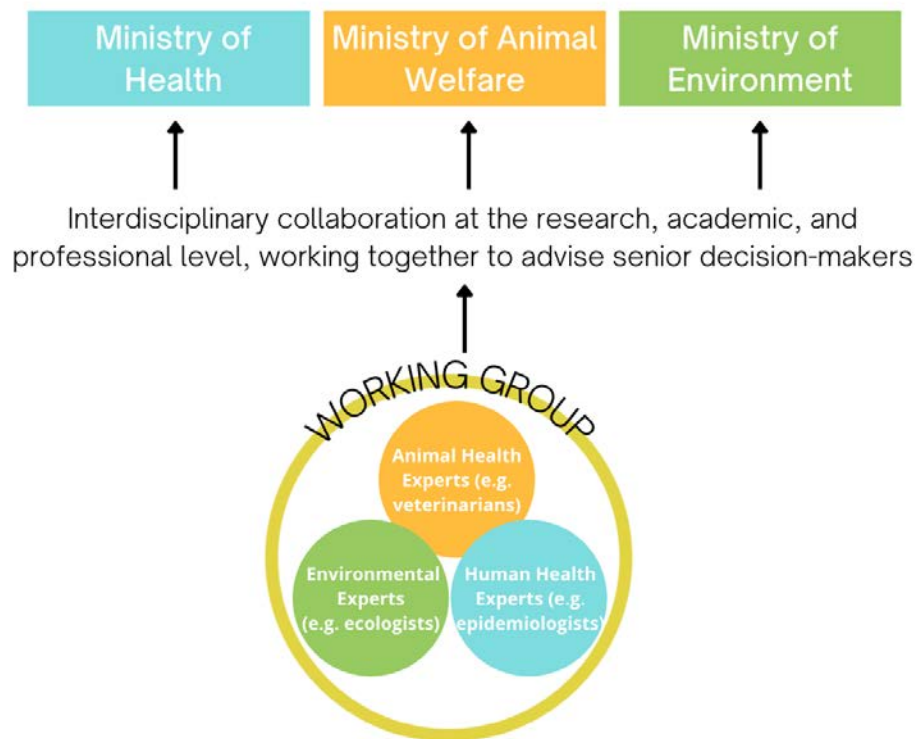 Ministry of
Health
Ministry of Animal
Welfare
Ministry of
Environment
Interdisciplinary collaboration at the research, academic, and
professional level, working together to advise senior decision-makers
WORKING GROUP
Animal Health
Experts (e.g.
veterinarians)
Environmental
Experts
(e.g. ecologists)
Human Health
Experts (e.g.
epidemiologists)